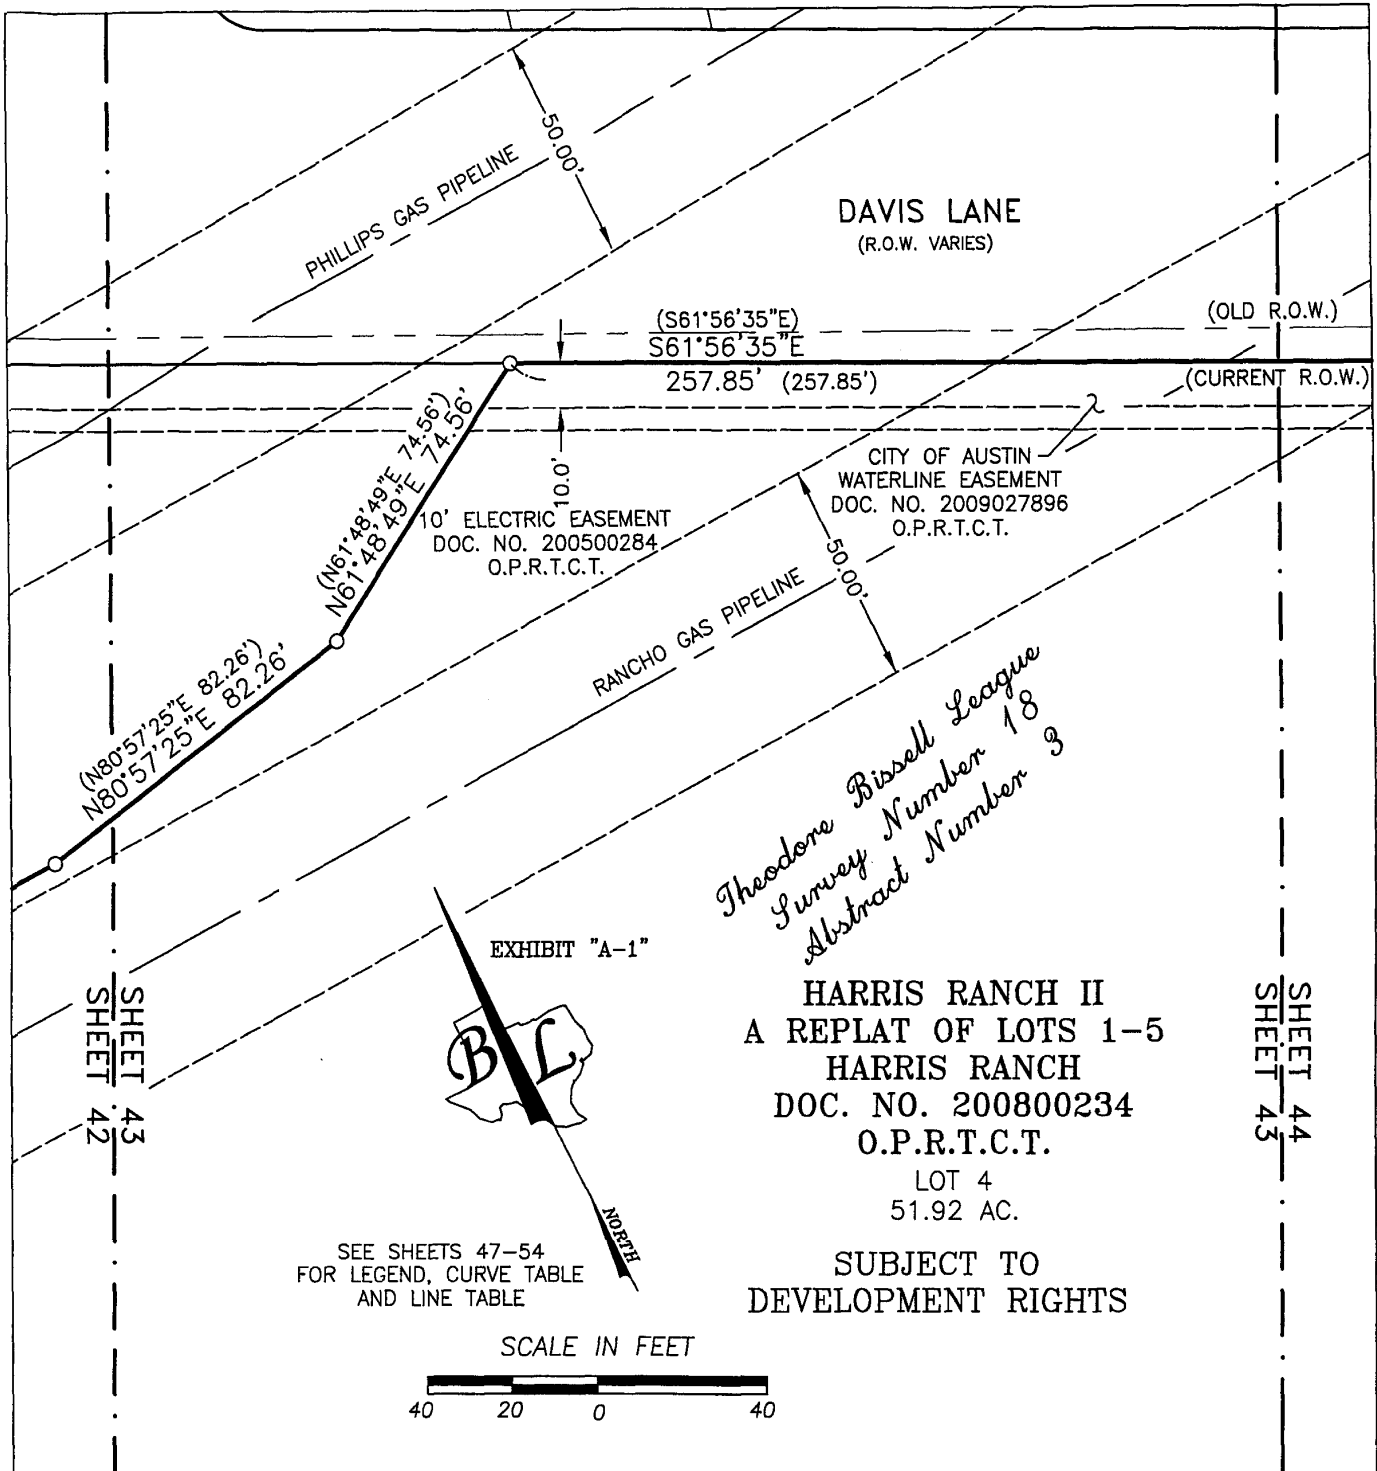 50.00'
PHILLIPS GAS PIPELINE
DAVIS LANE
(R.O.W. VARIES)
(OLD R.O.W.)
(S61°56'35"E)
S61°56'35"E
257.85' (257.85')
(CURRENT R.O.W.)
(N61°48'49"E 74.56')
N61°48'49"E 74.56'
10.0'
10' ELECTRIC EASEMENT
DOC. NO. 200500284
O.P.R.T.C.T.
CITY OF AUSTIN
WATERLINE EASEMENT
DOC. NO. 2009027896
O.P.R.T.C.T.
50.00'
RANCHO GAS PIPELINE
(N80°57'25"E 82.26')
N80°57'25"E 82.26'
Theodore Bissell League
Survey Number 18
Abstract Number 3
EXHIBIT "A-1"
B L
NORTH
HARRIS RANCH II
A REPLAT OF LOTS 1-5
HARRIS RANCH
DOC. NO. 200800234
O.P.R.T.C.T.
LOT 4
51.92 AC.
SUBJECT TO
DEVELOPMENT RIGHTS
SHEET 43
SHEET 42
SHEET 44
SHEET 43
SEE SHEETS 47-54
FOR LEGEND, CURVE TABLE
AND LINE TABLE
SCALE IN FEET
40 20 0 40